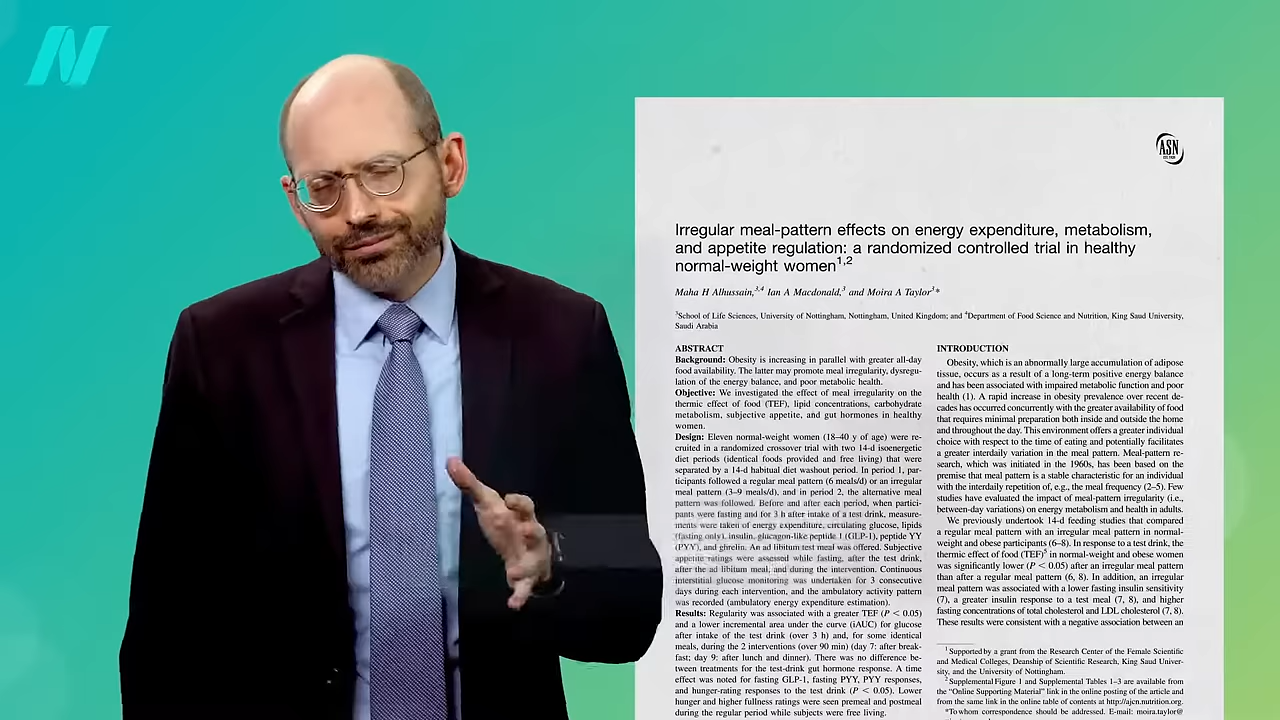 N
ASN
Irregular meal-pattern effects on energy expenditure, metabolism,
and appetite regulation: a randomized controlled trial in healthy
normal-weight women1,2
Maha H Alhussain,3,4 Ian A Macdonald,3 and Moira A Taylor3*
3School of Life Sciences, University of Nottingham, Nottingham, United Kingdom; and 4Department of Food Science and Nutrition, King Saud University,
Saudi Arabia
ABSTRACT
Background: Obesity is increasing in parallel with greater all-day
food availability. The latter may promote meal irregularity, dysregu-
lation of the energy balance, and poor metabolic health.
Objective: We investigated the effect of meal irregularity on the
thermic effect of food (TEF), lipid concentrations, carbohydrate
metabolism, subjective appetite, and gut hormones in healthy
women.
Design: Eleven normal-weight women (18–40 y of age) were re-
cruited in a randomized crossover trial with two 14-d isoenergetic
diet periods (identical foods provided and free living) that were
separated by a 14-d habitual diet washout period. In period 1, par-
ticipants followed a regular meal pattern (6 meals/d) or an irregular
meal pattern (3–9 meals/d), and in period 2, the alternative meal
pattern was followed. Before and after each period, when partici-
pants were fasting and for 3 h after intake of a test drink, measure-
ments were taken of energy expenditure, circulating glucose, lipids
(fasting only), insulin, glucagon-like peptide 1 (GLP-1), peptide YY
(PYY), and ghrelin. An ad libitum test meal was offered. Subjective
appetite ratings were assessed while fasting, after the test drink,
after the ad libitum meal, and during the intervention. Continuous
interstitial glucose monitoring was undertaken for 3 consecutive
days during each intervention, and the ambulatory activity pattern
was recorded (ambulatory energy expenditure estimation).
Results: Regularity was associated with a greater TEF (P < 0.05)
and a lower incremental area under the curve (iAUC) for glucose
after intake of the test drink (over 3 h) and, for some identical
meals, during the 2 interventions (over 90 min) (day 7: after break-
fast; day 9: after lunch and dinner). There was no difference be-
tween treatments for the test-drink gut hormone response. A time
effect was noted for fasting GLP-1, fasting PYY, PYY responses,
and hunger-rating responses to the test drink (P < 0.05). Lower
hunger and higher fullness ratings were seen premeal and postmeal
during the regular period while subjects were free living.
INTRODUCTION
Obesity, which is an abnormally large accumulation of adipose
tissue, occurs as a result of a long-term positive energy balance
and has been associated with impaired metabolic function and poor
health (1). A rapid increase in obesity prevalence over recent de-
cades has occurred concurrently with the greater availability of food
that requires minimal preparation both inside and outside the home
and throughout the day. This environment offers a greater individual
choice with respect to the time of eating and potentially facilitates
a greater interdaily variation in the meal pattern. Meal-pattern re-
search, which was initiated in the 1960s, has been based on the
premise that meal pattern is a stable characteristic for an individual
with the interdaily repetition of, e.g., the meal frequency (2–5). Few
studies have evaluated the impact of meal-pattern irregularity (i.e.,
between-day variations) on energy metabolism and health in adults.
We previously undertook 14-d feeding studies that compared
a regular meal pattern with an irregular meal pattern in normal-
weight and obese participants (6–8). In response to a test drink, the
thermic effect of food (TEF)5 in normal-weight and obese women
was significantly lower (P < 0.05) after an irregular meal pattern
than after a regular meal pattern (6, 8). In addition, an irregular
meal pattern was associated with a lower fasting insulin sensitivity
(7), a greater insulin response to a test meal (7, 8), and higher
fasting concentrations of total cholesterol and LDL cholesterol (7, 8).
These results were consistent with a negative association between an
1 Supported by a grant from the Research Center of the Female Scientific
and Medical Colleges, Deanship of Scientific Research, King Saud Univer-
sity, and the University of Nottingham.
2 Supplemental Figure 1 and Supplemental Tables 1–3 are available from
the "Online Supporting Material" link in the online posting of the article and
from the same link in the online table of contents at http://ajcn.nutrition.org.
*To whom correspondence should be addressed. E-mail: moira.taylor@